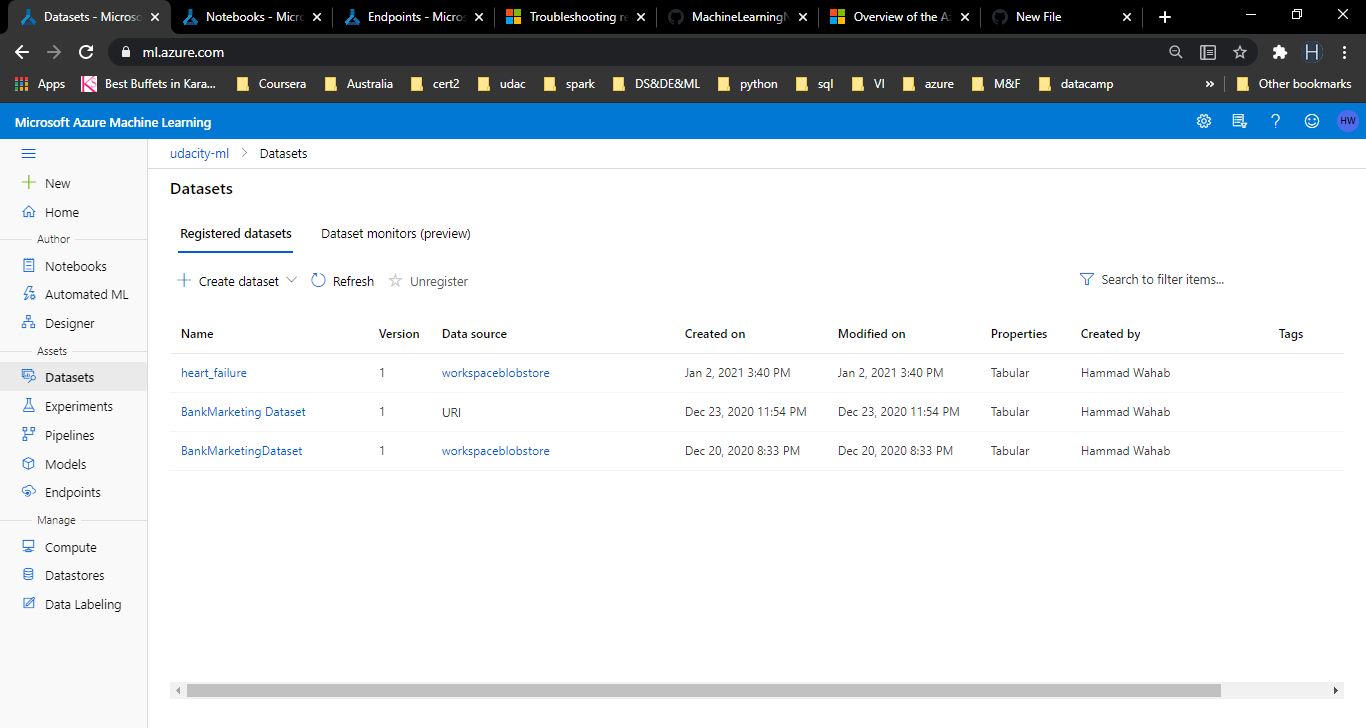 Datasets - Microso
Notebooks - Micro
Endpoints - Micros
Troubleshooting re
MachineLearningN
Overview of the A
New File
ml.azure.com
H
Apps
Best Buffets in Kara...
Coursera
Australia
cert2
udac
spark
DS&DE&ML
python
sql
VI
azure
M&F
datacamp
»
Other bookmarks
Microsoft Azure Machine Learning
HW
udacity-ml > Datasets
New
Home
Author
Notebooks
Automated ML
Designer
Assets
Datasets
Experiments
Pipelines
Models
Endpoints
Manage
Compute
Datastores
Data Labeling
Datasets
Registered datasets Dataset monitors (preview)
Create dataset Refresh Unregister Search to filter items...
Name Version Data source Created on Modified on Properties Created by Tags
heart_failure 1 workspaceblobstore Jan 2, 2021 3:40 PM Jan 2, 2021 3:40 PM Tabular Hammad Wahab
BankMarketing Dataset 1 URI Dec 23, 2020 11:54 PM Dec 23, 2020 11:54 PM Tabular Hammad Wahab
BankMarketingDataset 1 workspaceblobstore Dec 20, 2020 8:33 PM Dec 20, 2020 8:33 PM Tabular Hammad Wahab